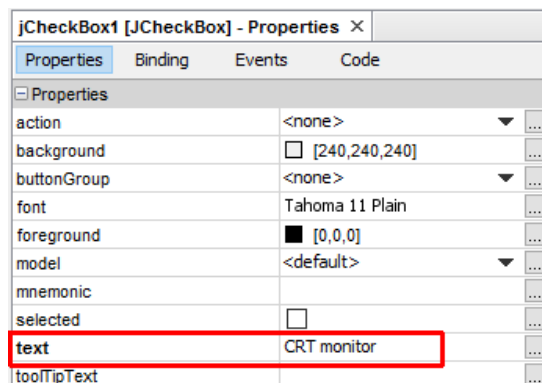 jCheckBox1 [JCheckBox] - Properties ×
Properties Binding Events Code
Properties
action <none> ...
background [240,240,240] ...
buttonGroup <none> ...
font Tahoma 11 Plain ...
foreground [0,0,0] ...
model <default> ...
mnemonic ...
selected ...
text CRT monitor ...
toolTipText ...